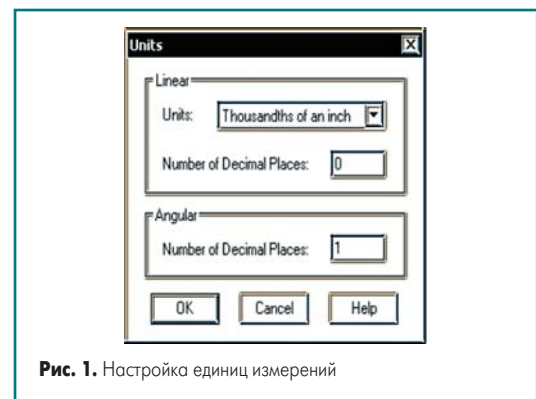 Units
Linear
Units: Thousandths of an inch
Number of Decimal Places: 0
Angular
Number of Decimal Places: 1
OK Cancel Help
Рис. 1. Настройка единиц измерений